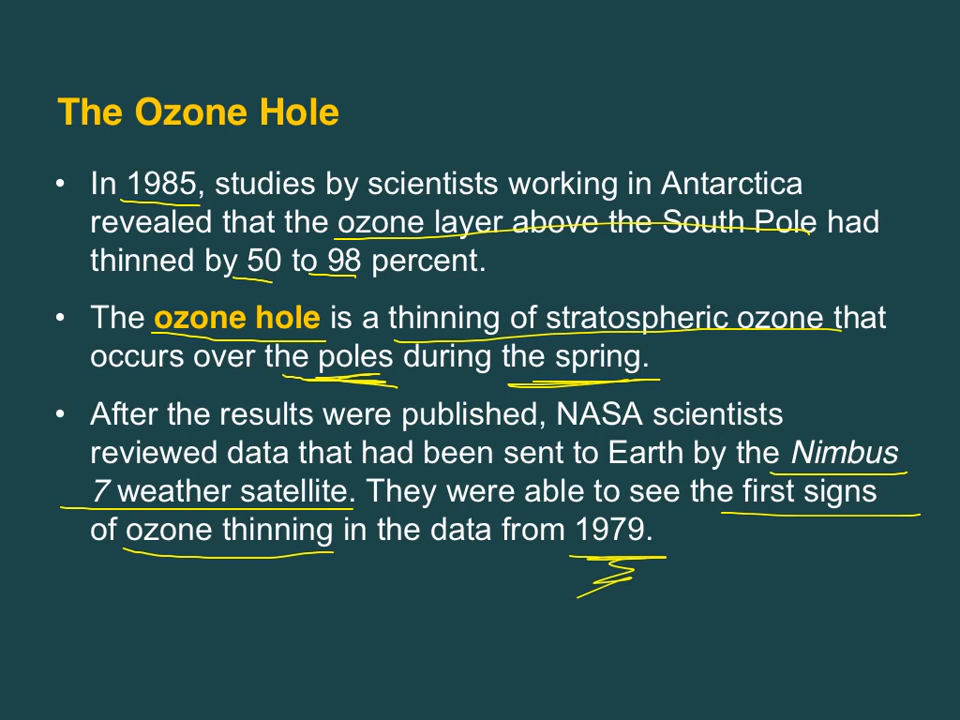 The Ozone Hole
• In 1985, studies by scientists working in Antarctica
revealed that the ozone layer above the South Pole had
thinned by 50 to 98 percent.
• The ozone hole is a thinning of stratospheric ozone that
occurs over the poles during the spring.
• After the results were published, NASA scientists
reviewed data that had been sent to Earth by the Nimbus
7 weather satellite. They were able to see the first signs
of ozone thinning in the data from 1979.